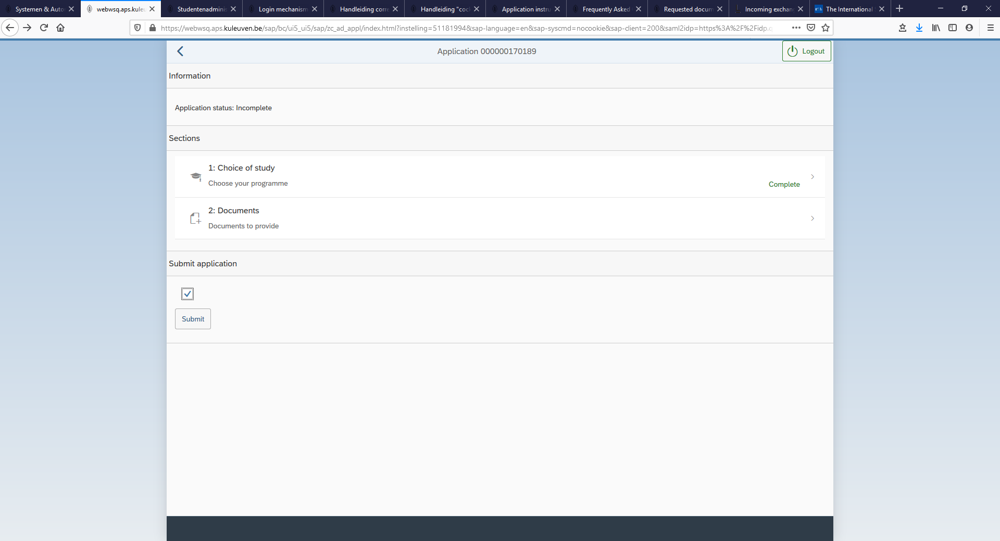 Systemen & Auto
webwsq.aps.kuleu
Studentenadminis
Login mechanism
Handleiding corre
Handleiding "coc
Application instru
Frequently Asked
Requested docum
Incoming exchan
The International
https://webwsq.aps.kuleuven.be/sap/bc/ui5_ui5/sap/zc_ad_appl/index.html?instelling=51181994&sap-language=en&sap-syscmd=nocookie&sap-client=200&saml2idp=https%3A%2F%2Fidp.q
Application 000000170189
Logout
Information
Application status: Incomplete
Sections
1: Choice of study
Choose your programme
Complete
2: Documents
Documents to provide
Submit application
Submit